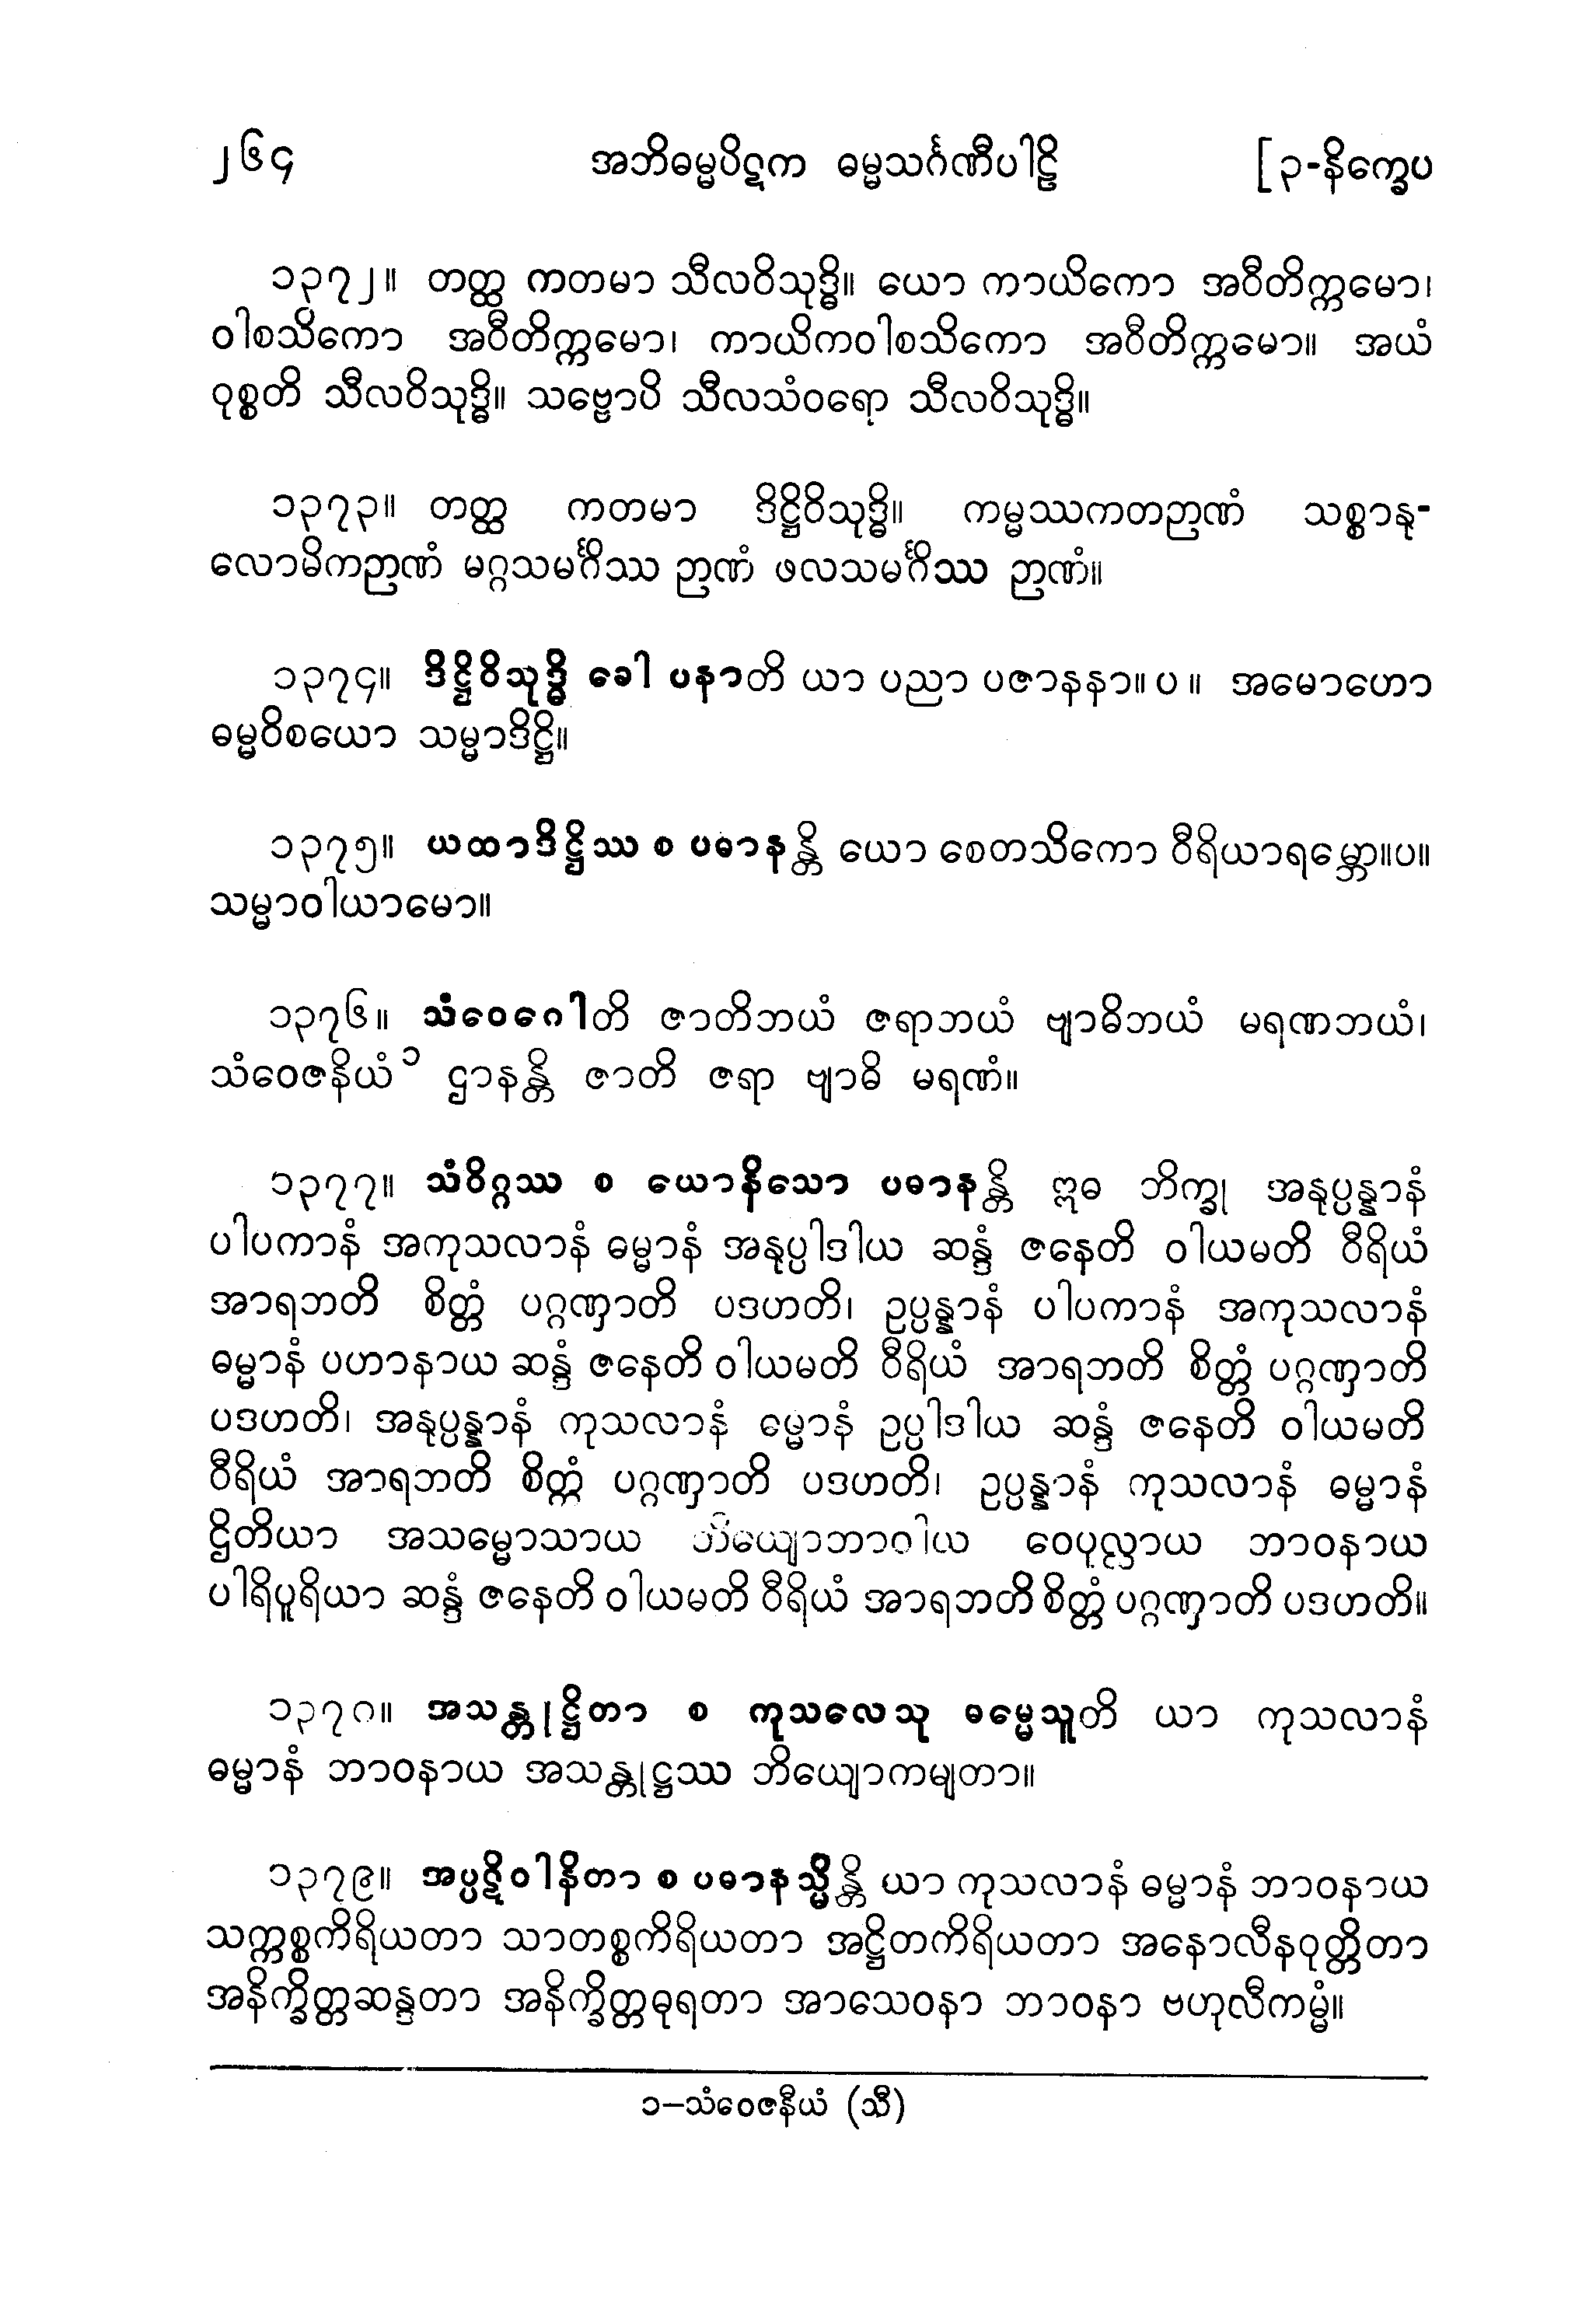 ၂၆၄ အဘိဓမ္မပိဋက ဓမ္မသင်္ဂဏီပါဠိ [၃-နိက္ခေပ
၁၃၇၂။ တတ္ထ ကတမာ သီလဝိသုဒ္ဓိ။ ယော ကာယိကော အဝီတိက္ကမော၊
ဝါစသိကော အဝီတိက္ကမော၊ ကာယိကဝါစသိကော အဝီတိက္ကမော။ အယံ
ဝုစ္စတိ သီလဝိသုဒ္ဓိ။ သဗ္ဗောပိ သီလသံဝရော သီလဝိသုဒ္ဓိ။
၁၃၇၃။ တတ္ထ ကတမာ ဒိဋ္ဌိဝိသုဒ္ဓိ။ ကမ္မဿကတဉာဏံ သစ္စာနု-
လောမိကဉာဏံ မဂ္ဂသမင်္ဂိဿ ဉာဏံ ဖလသမင်္ဂိဿ ဉာဏံ။
၁၃၇၄။ ဒိဋ္ဌိဝိသုဒ္ဓိ ခေါ ပနာတိ ယာ ပညာ ပဇာနနာ။ ပ ။ အမောဟော
ဓမ္မဝိစယော သမ္မာဒိဋ္ဌိ။
၁၃၇၅။ ယထာဒိဋ္ဌိဿ စ ပဓာနန္တိ ယော စေတသိကော ဝီရိယာရမ္ဘော။ပ။
သမ္မာဝါယာမော။
၁၃၇၆။ သံဝေဂေါတိ ဇာတိဘယံ ဇရာဘယံ ဗျာဓိဘယံ မရဏဘယံ၊
သံဝေဇနိယံ ၁ ဌာနန္တိ ဇာတိ ဇရာ ဗျာဓိ မရဏံ။
၁၃၇၇။ သံဝိဂ္ဂဿ စ ယောနိသော ပဓာနန္တိ ဣဓ ဘိက္ခု အနုပ္ပန္နာနံ
ပါပကာနံ အကုသလာနံ ဓမ္မာနံ အနုပ္ပါဒါယ ဆန္ဒံ ဇနေတိ ဝါယမတိ ဝီရိယံ
အာရဘတိ စိတ္တံ ပဂ္ဂဏှာတိ ပဒဟတိ၊ ဥပ္ပန္နာနံ ပါပကာနံ အကုသလာနံ
ဓမ္မာနံ ပဟာနာယ ဆန္ဒံ ဇနေတိ ဝါယမတိ ဝီရိယံ အာရဘတိ စိတ္တံ ပဂ္ဂဏှာတိ
ပဒဟတိ၊ အနုပ္ပန္နာနံ ကုသလာနံ ဓမ္မောနံ ဥပ္ပါဒါယ ဆန္ဒံ ဇနေတိ ဝါယမတိ
ဝီရိယံ အာရဘတိ စိတ္တံ ပဂ္ဂဏှာတိ ပဒဟတိ၊ ဥပ္ပန္နာနံ ကုသလာနံ ဓမ္မာနံ
ဌိတိယာ အသမ္မောသာယ ဘိယျောဘာဝါယ ဝေပုလ္လာယ ဘာဝနာယ
ပါရိပူရိယာ ဆန္ဒံ ဇနေတိ ဝါယမတိ ဝီရိယံ အာရဘတိ စိတ္တံ ပဂ္ဂဏှာတိ ပဒဟတိ။
၁၃၇၈။ အသန္တုဋ္ဌိတာ စ ကုသလေသု ဓမ္မေသူတိ ယာ ကုသလာနံ
ဓမ္မာနံ ဘာဝနာယ အသန္တုဋ္ဌဿ ဘိယျောကမျတာ။
၁၃၇၉။ အပ္ပဋိဝါနိတာ စ ပဓာနသ္မိန္တိ ယာ ကုသလာနံ ဓမ္မာနံ ဘာဝနာယ
သက္ကစ္စကိရိယတာ သာတစ္စကိရိယတာ အဋ္ဌိတကိရိယတာ အနောလီနဝုတ္တိတာ
အနိက္ခိတ္တဆန္ဒတာ အနိက္ခိတ္တဓုရတာ အာသေဝနာ ဘာဝနာ ဗဟုလီကမ္မံ။
၁–သံဝေဇနီယံ (သီ)